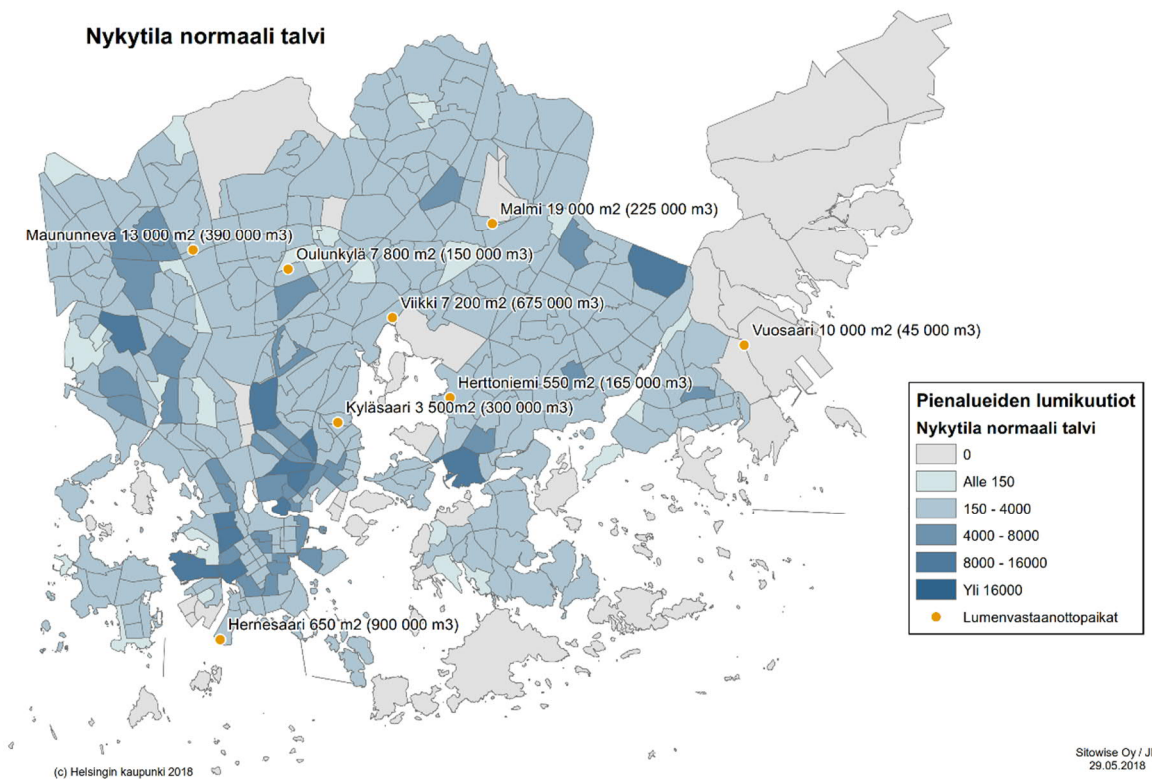 Nykytila normaali talvi
Malmi 19 000 m2 (225 000 m3)
Maununneva 13 000 m2 (390 000 m3)
Oulunkylä 7 800 m2 (150 000 m3)
Viikki 7 200 m2 (675 000 m3)
Vuosaari 10 000 m2 (45 000 m3)
Herttoniemi 550 m2 (165 000 m3)
Kyläsaari 3 500m2 (300 000 m3)
Hernesaari 650 m2 (900 000 m3)
Pienalueiden lumikuutiot
Nykytila normaali talvi
0
Alle 150
150 - 4000
4000 - 8000
8000 - 16000
Yli 16000
Lumenvastaanottopaikat
(c) Helsingin kaupunki 2018
Sitowise Oy /
29.05.2018